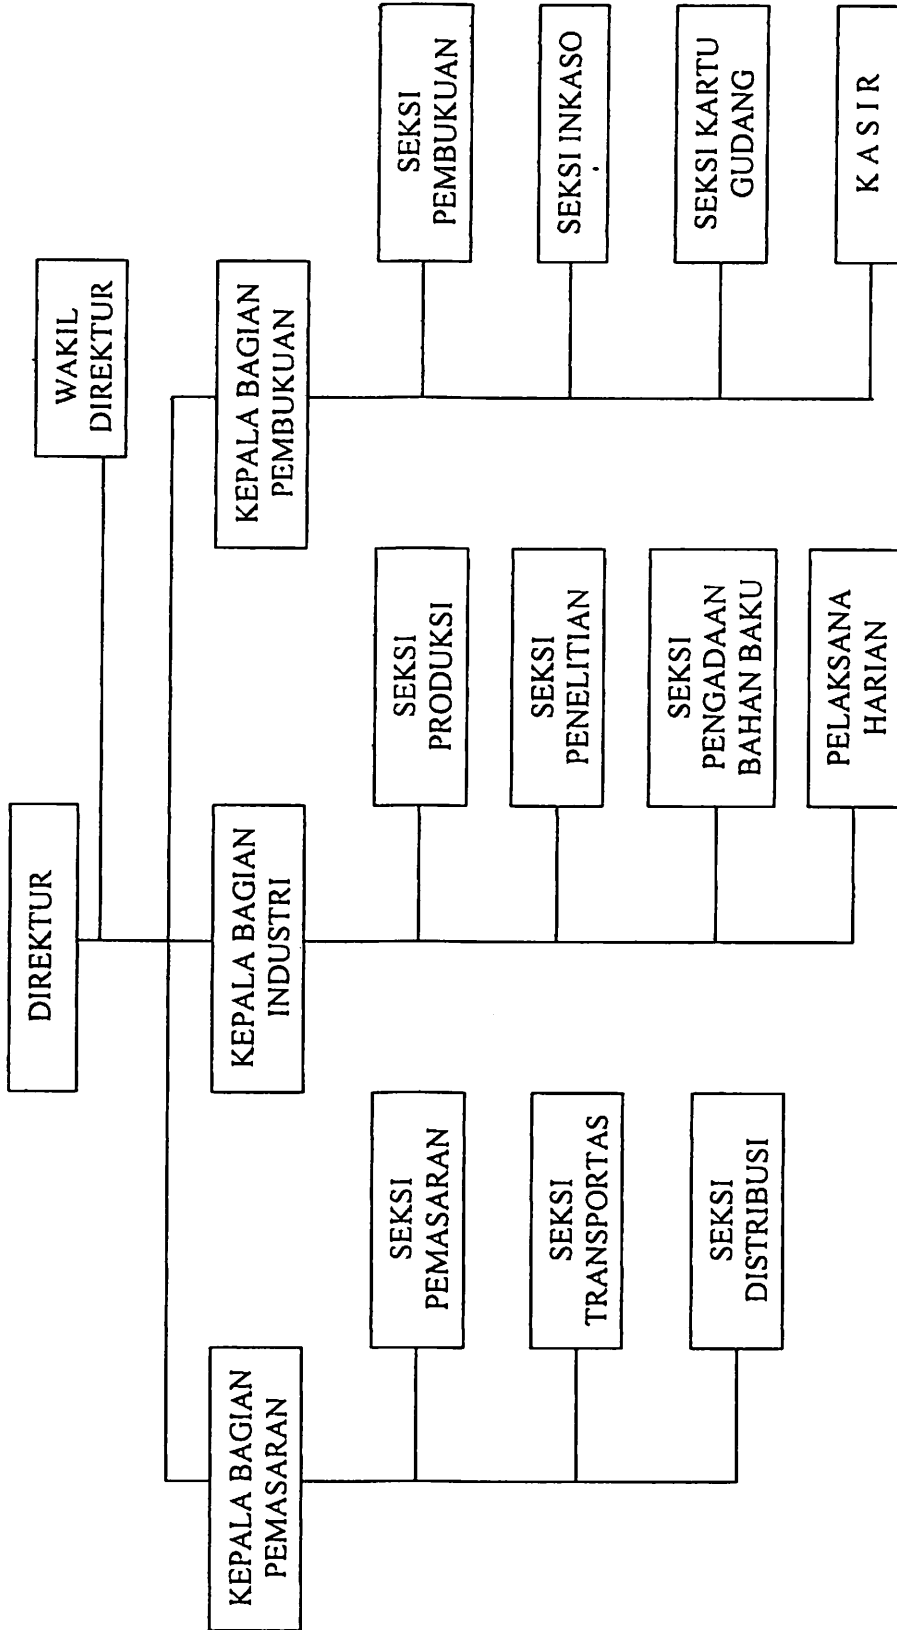 DIREKTUR
WAKIL
DIREKTUR
KEPALA BAGIAN
PEMASARAN
KEPALA BAGIAN
INDUSTRI
KEPALA BAGIAN
PEMBUKUAN
SEKSI
PEMASARAN
SEKSI
TRANSPORTAS
SEKSI
DISTRIBUSI
SEKSI
PRODUKSI
SEKSI
PENELITIAN
SEKSI
PENGADAAN
BAHAN BAKU
PELAKSANA
HARIAN
SEKSI
PEMBUKUAN
SEKSI INKASO
SEKSI KARTU
GUDANG
K A S I R